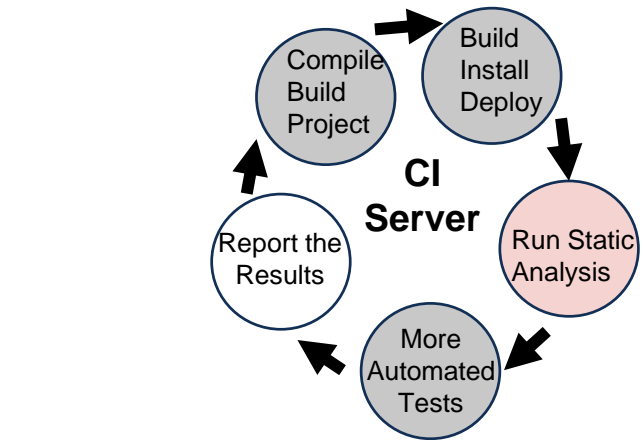 Compile
Build
Project
Build
Install
Deploy
CI
Server
Run Static
Analysis
More
Automated
Tests
Report the
Results